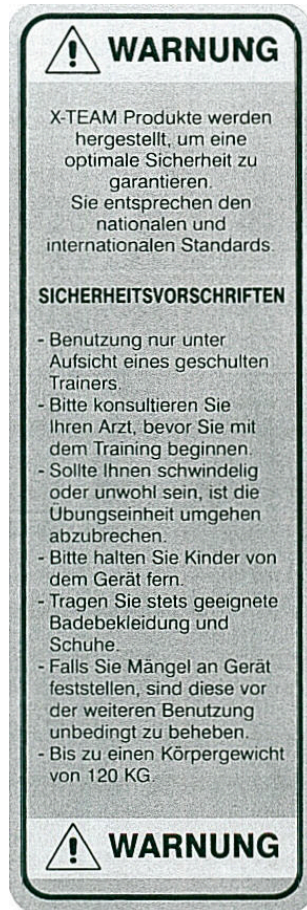 WARNUNG
X-TEAM Produkte werden
hergestellt, um eine
optimale Sicherheit zu
garantieren.
Sie entsprechen den
nationalen und
internationalen Standards.
SICHERHEITSVORSCHRIFTEN
- Benutzung nur unter
Aufsicht eines geschulten
Trainers.
- Bitte konsultieren Sie
Ihren Arzt, bevor Sie mit
dem Training beginnen.
- Sollte Ihnen schwindelig
oder unwohl sein, ist die
Übungseinheit umgehen
abzubrechen.
- Bitte halten Sie Kinder von
dem Gerät fern.
- Tragen Sie stets geeignete
Badebekleidung und
Schuhe.
- Falls Sie Mängel an Gerät
feststellen, sind diese vor
der weiteren Benutzung
unbedingt zu beheben.
- Bis zu einen Körpergewicht
von 120 KG.
WARNUNG